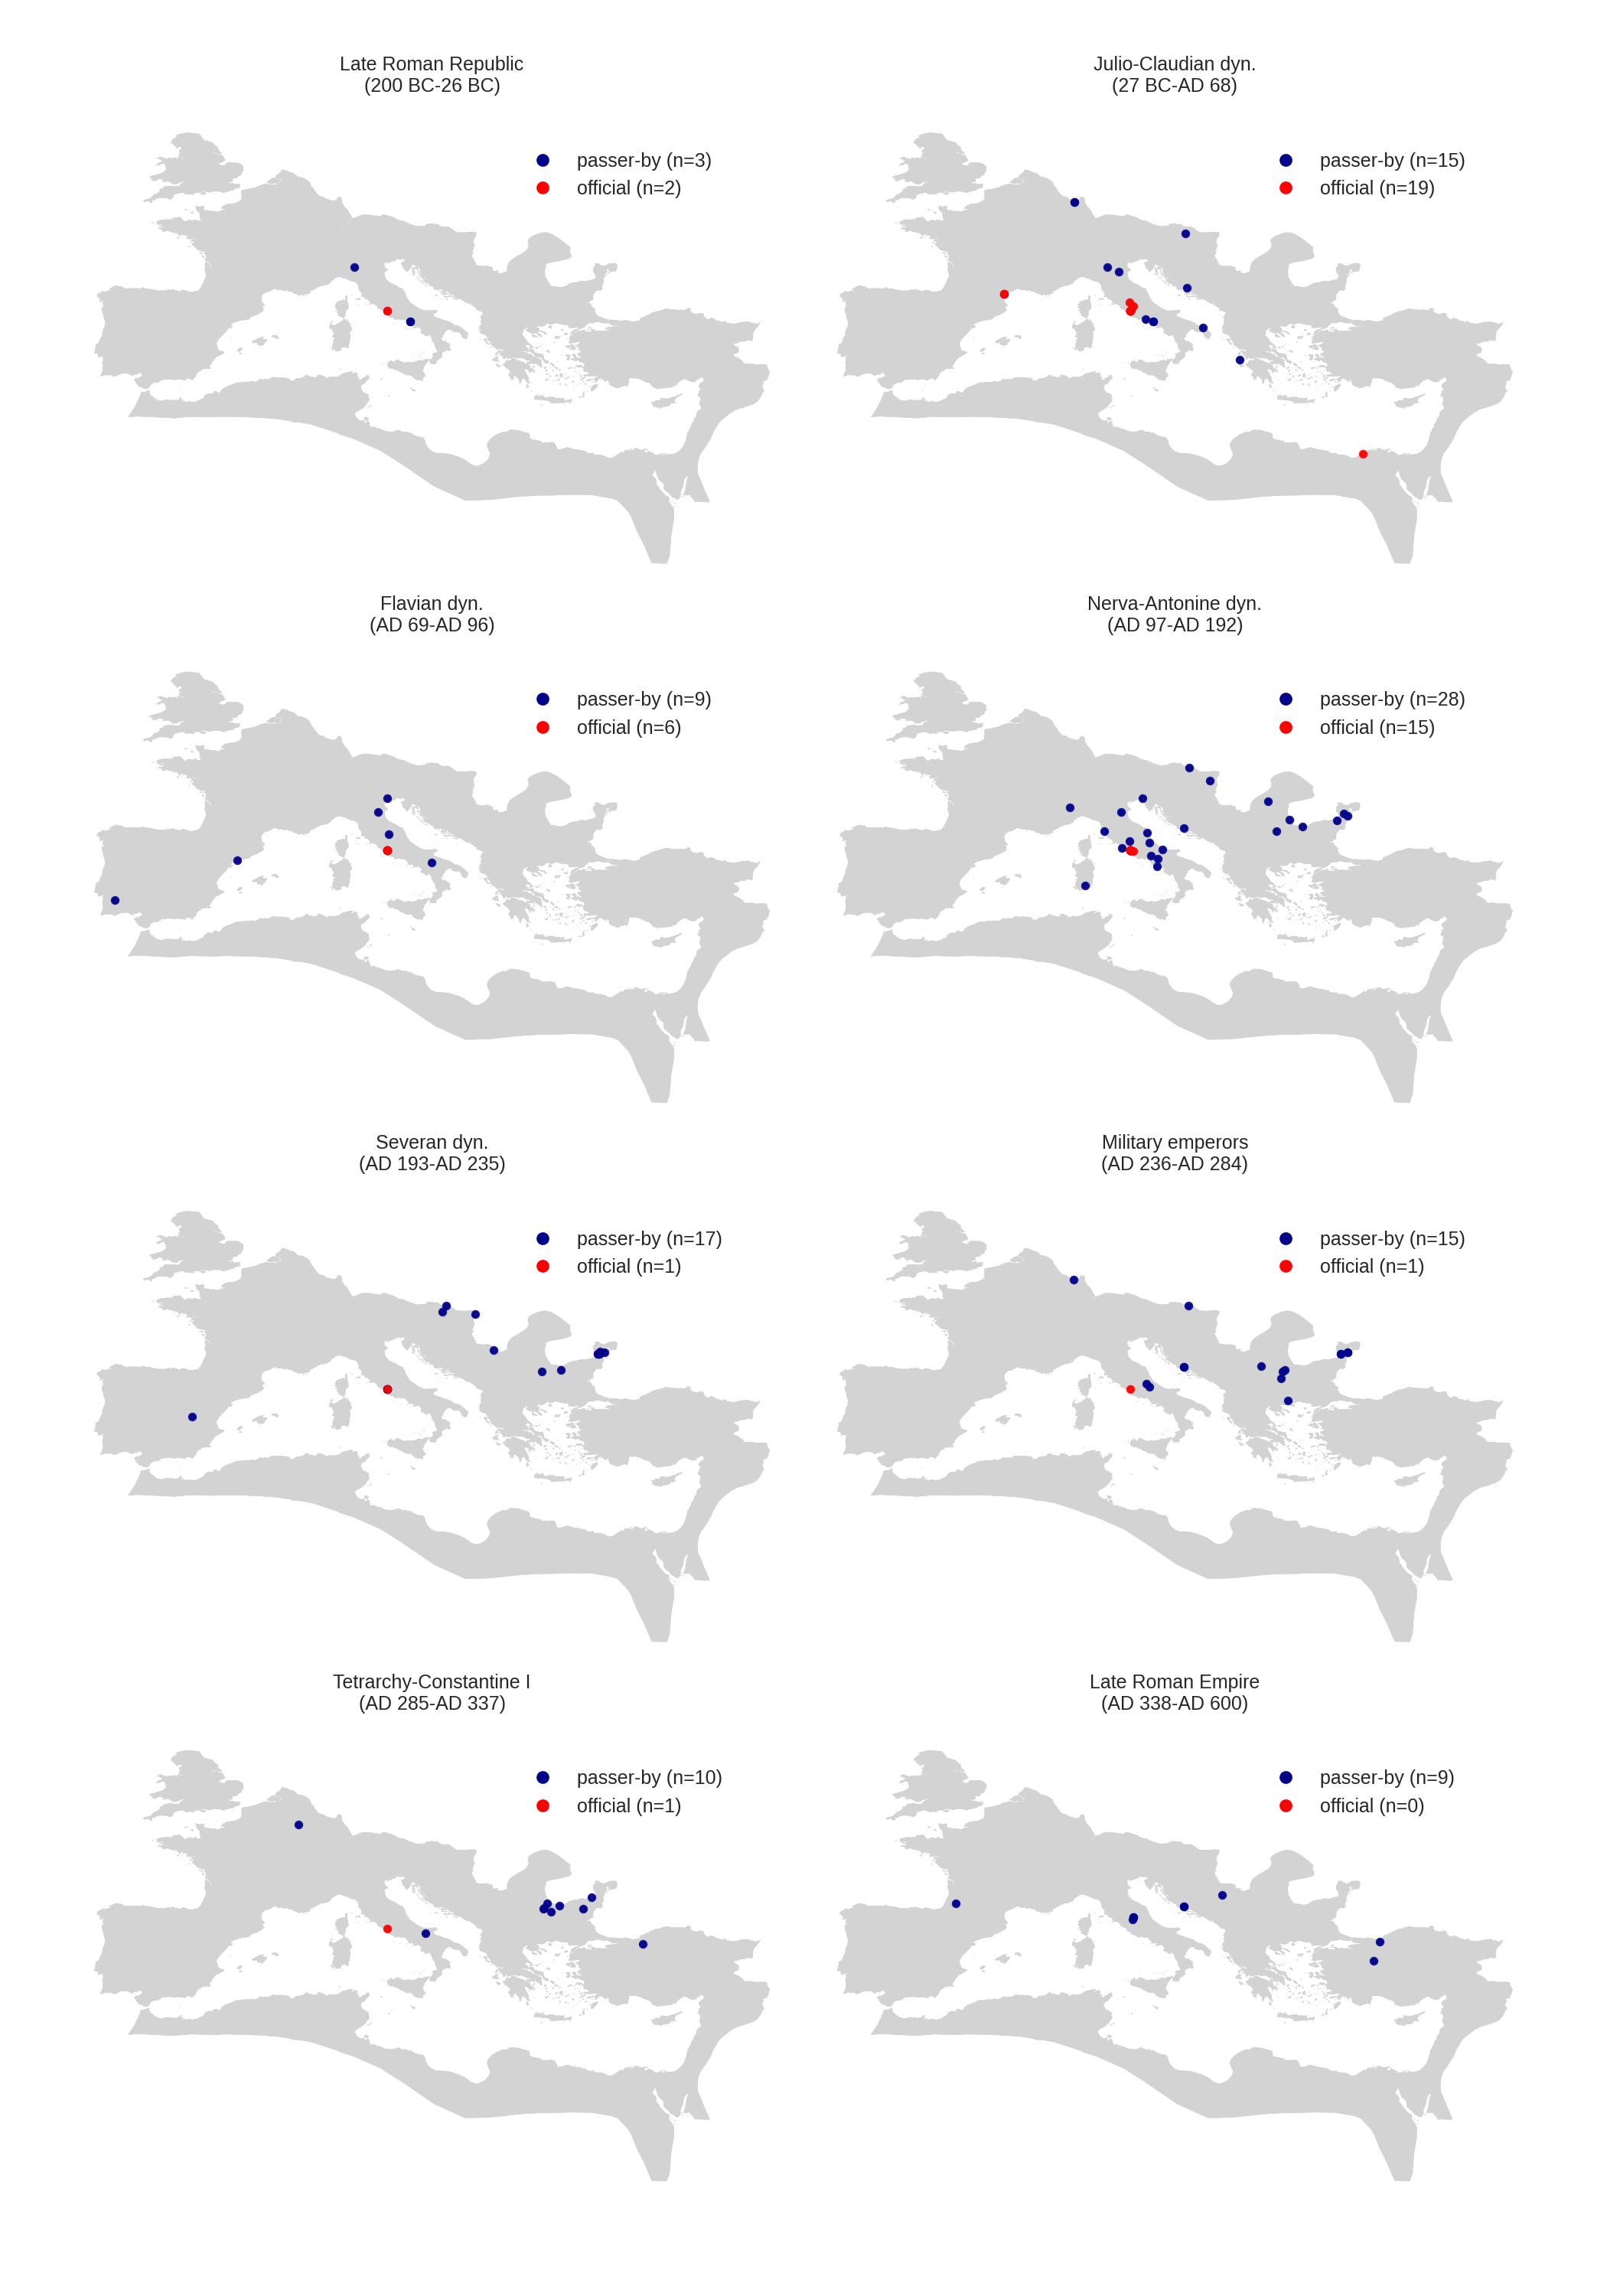 Late Roman Republic
(200 BC-26 BC)
passer-by (n=3)
official (n=2)
Julio-Claudian dyn.
(27 BC-AD 68)
passer-by (n=15)
official (n=19)
Flavian dyn.
(AD 69-AD 96)
passer-by (n=9)
official (n=6)
Nerva-Antonine dyn.
(AD 97-AD 192)
passer-by (n=28)
official (n=15)
Severan dyn.
(AD 193-AD 235)
passer-by (n=17)
official (n=1)
Military emperors
(AD 236-AD 284)
passer-by (n=15)
official (n=1)
Tetrarchy-Constantine I
(AD 285-AD 337)
passer-by (n=10)
official (n=1)
Late Roman Empire
(AD 338-AD 600)
passer-by (n=9)
official (n=0)